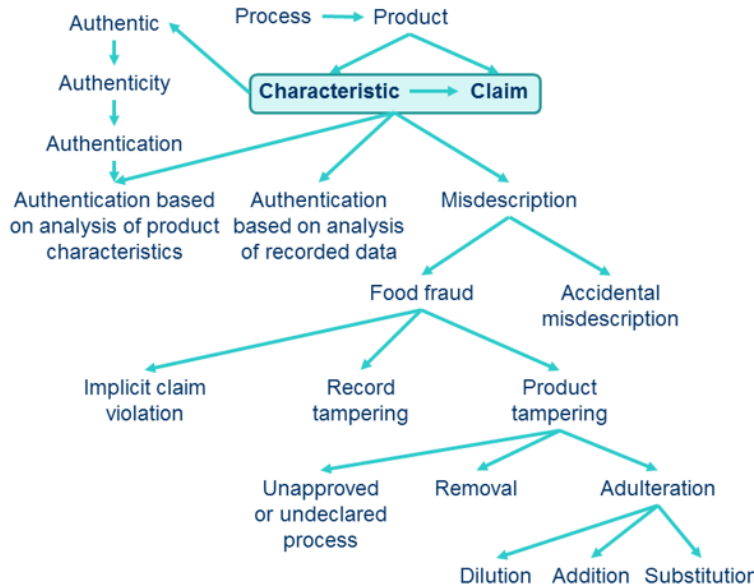 Authentic
Process
Product
Authenticity
Characteristic
Claim
Authentication
Authentication based
on analysis of product
characteristics
Authentication
based on analysis
of recorded data
Misdescription
Food fraud
Accidental
misdescription
Implicit claim
violation
Record
tampering
Product
tampering
Unapproved
or undeclared
process
Removal
Adulteration
Dilution
Addition
Substitution